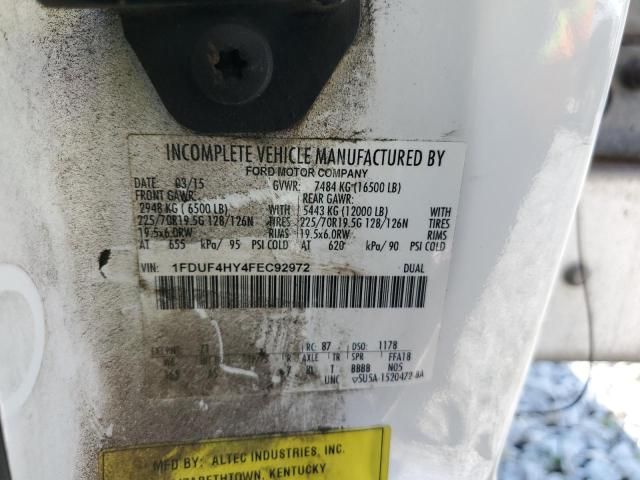 INCOMPLETE VEHICLE MANUFACTURED BY
FORD MOTOR COMPANY
DATE: 03/15 GVWR: 7484 KG (16500 LB)
FRONT GAWR: REAR GAWR:
2948 KG ( 6500 LB) WITH 5443 KG (12000 LB) WITH
225/70R19.5G 128/126N TIRES 225/70R19.5G 128/126N TIRES
19.5x6.0RW RIMS 19.5x6.0RW RIMS
AT 655 kPa/ 95 PSI COLD AT 620 kPa/ 90 PSI COLD
VIN: 1FDUF4HY4FEC92972 DUAL
RC: 87 DSO: 1178
R AXLE TR SPR FFA18
T BBBB N05
UNC 5U5A-1520472-BA
MFD BY: ALTEC INDUSTRIES, INC.
KENTUCKY